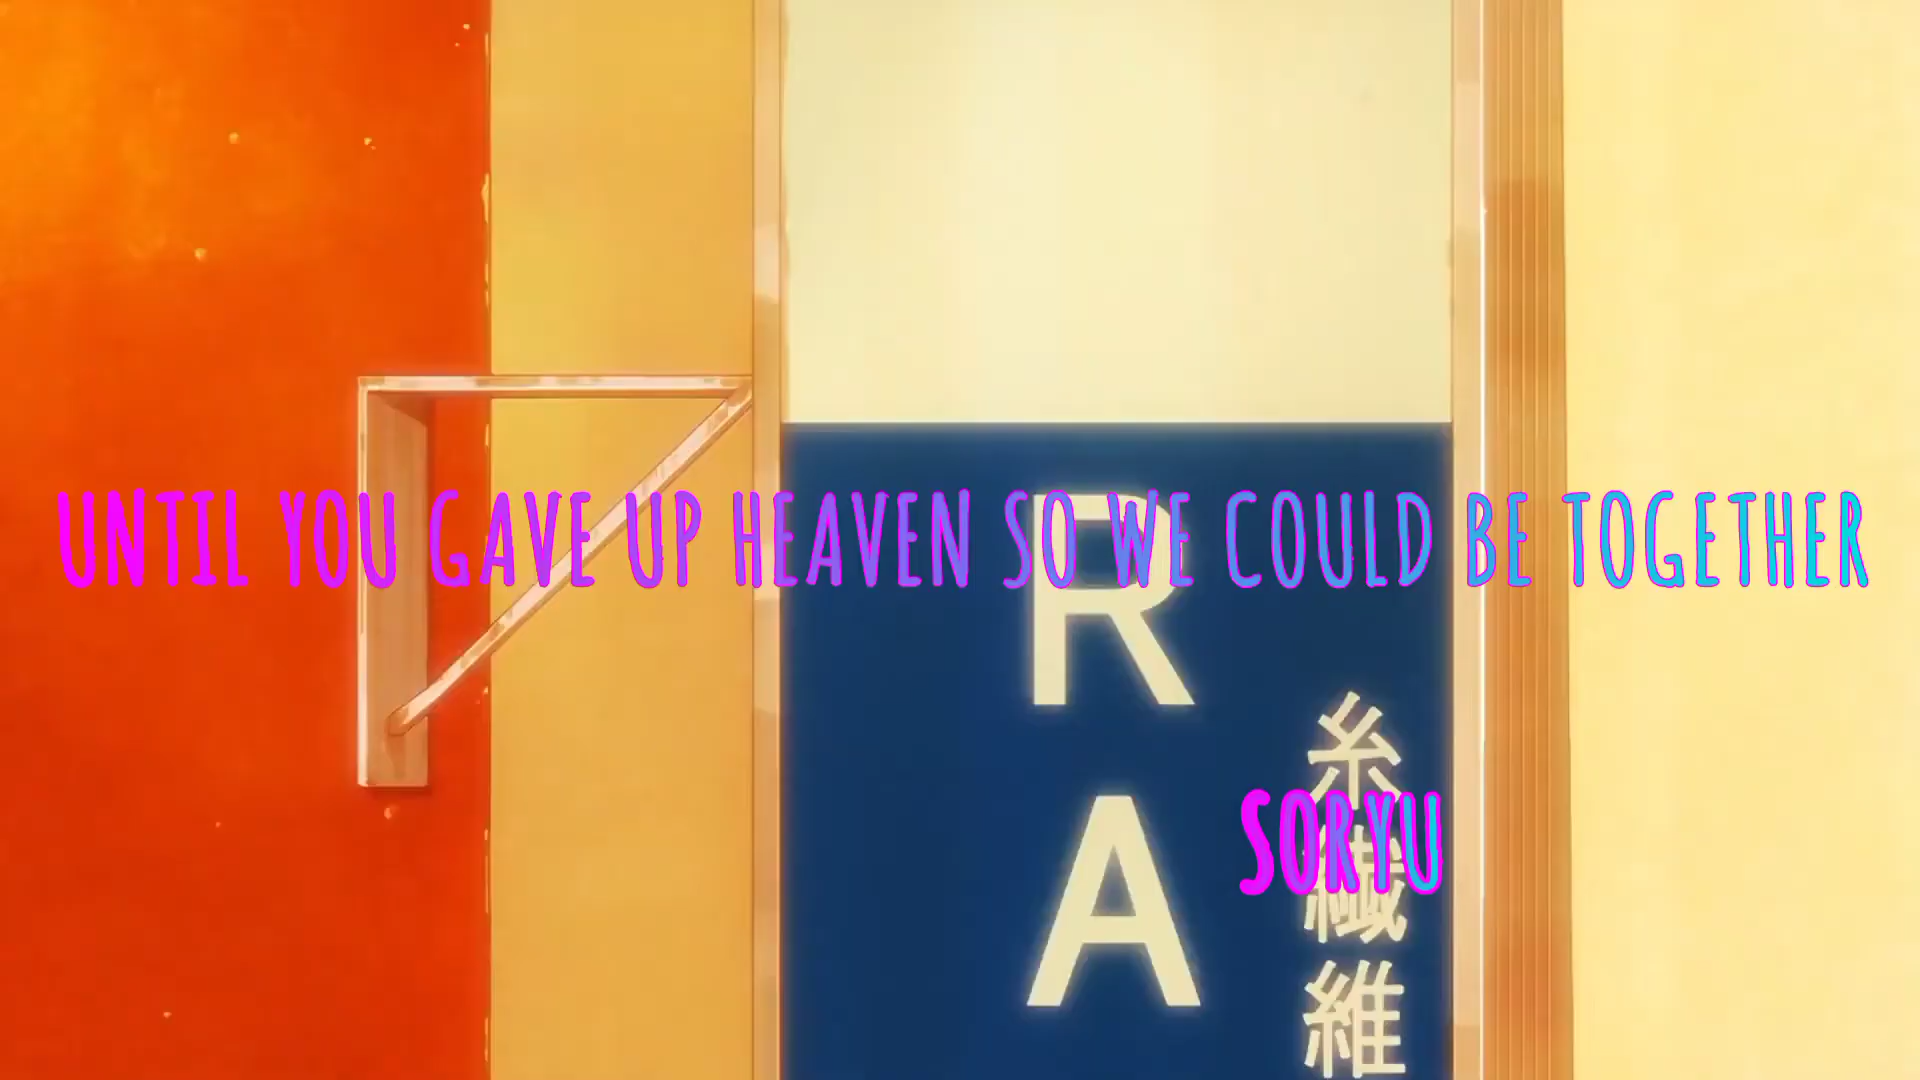 UNTIL YOU GAVE UP HEAVEN SO WE COULD BE TOGETHER
R
A
糸繊維
SORYU